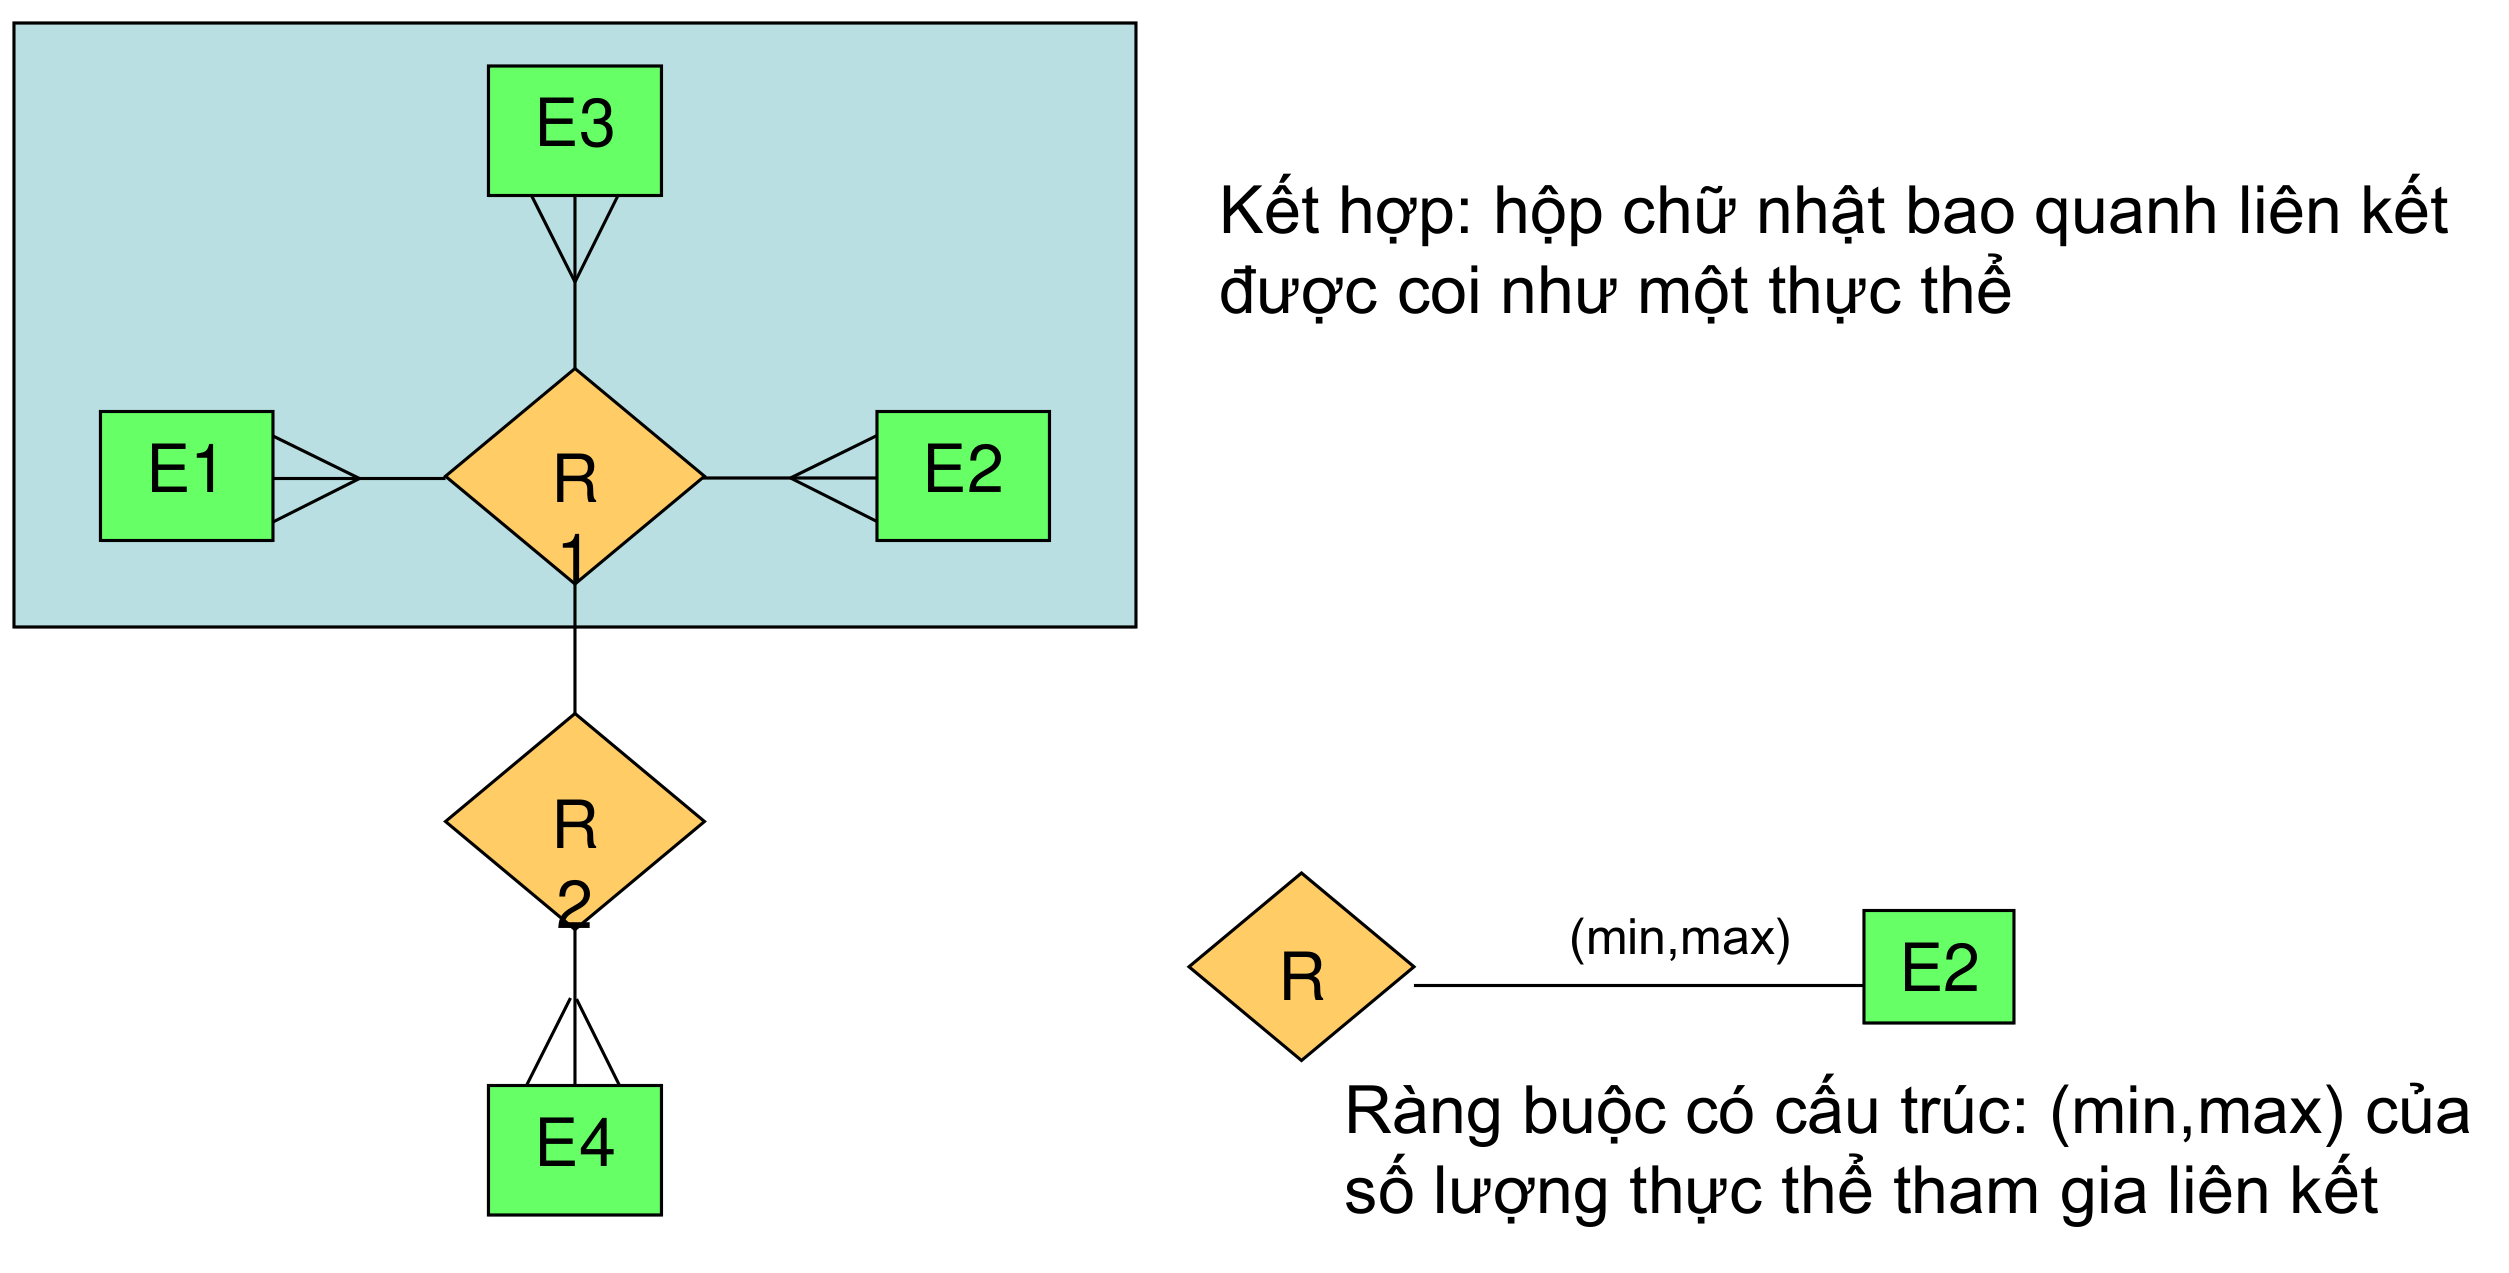 E3
Kết hợp: hộp chữ nhật bao quanh liên kết
được coi như một thực thể
E1
R
1
E2
R
2
R
(min,max)
E2
E4
Ràng buộc có cấu trúc: (min,max) của
số lượng thực thể tham gia liên kết